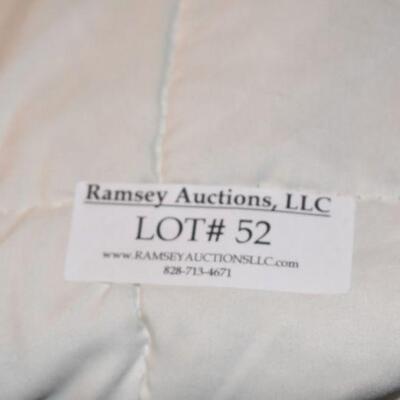 Ramsey Auctions, LLC
LOT# 52
www.RAMSEYAUCTIONSLLC.com
828-713-4671